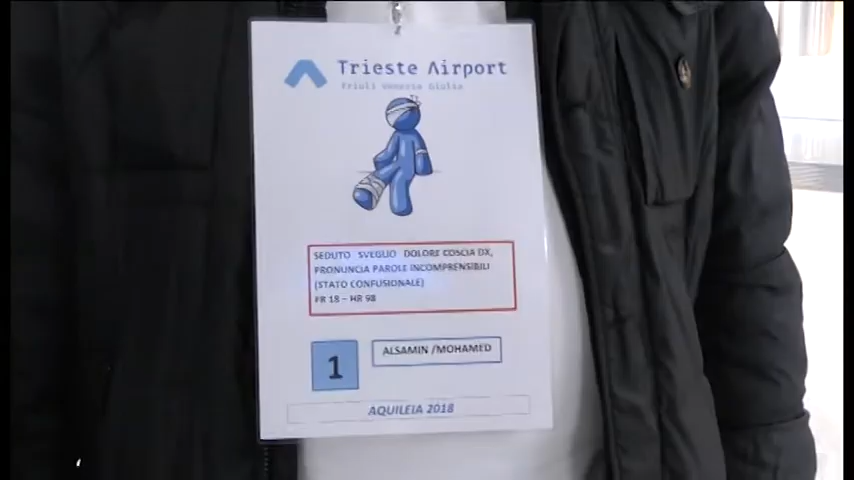 Trieste Airport
Friuli Venezia Giulia
SEDUTO SVEGLIO DOLORE COSCIA DX,
PRONUNCIA PAROLE INCOMPRENSIBILI
(STATO CONFUSIONALE)
FR 18 – HR 98
1
ALSAMIN /MOHAMED
AQUILEIA 2018